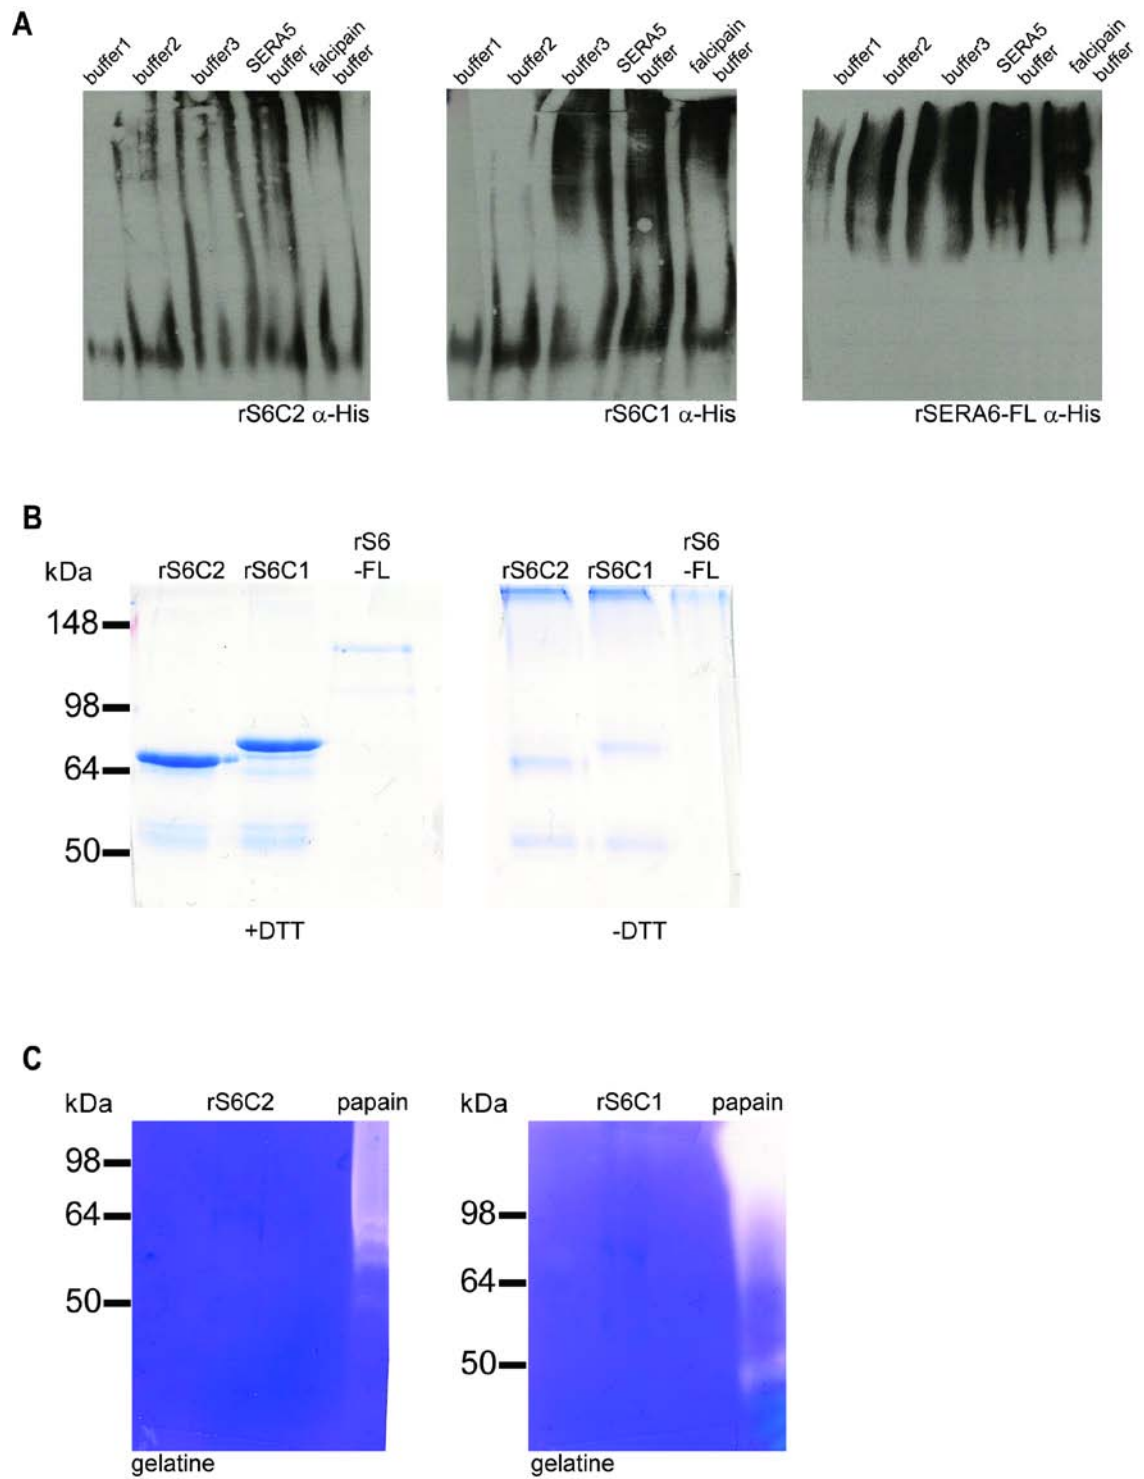 A
buffer1 buffer2 buffer3 SERA5 buffer falcipain buffer
buffer1 buffer2 buffer3 SERA5 buffer falcipain buffer
buffer1 buffer2 buffer3 SERA5 buffer falcipain buffer
rS6C2 α-His
rS6C1 α-His
rSERA6-FL α-His
B
kDa rS6C2 rS6C1 rS6
-FL
rS6C2 rS6C1 rS6
-FL
148
98
64
50
+DTT
-DTT
C
kDa rS6C2 papain
98
64
50
gelatine
kDa rS6C1 papain
98
64
50
gelatine